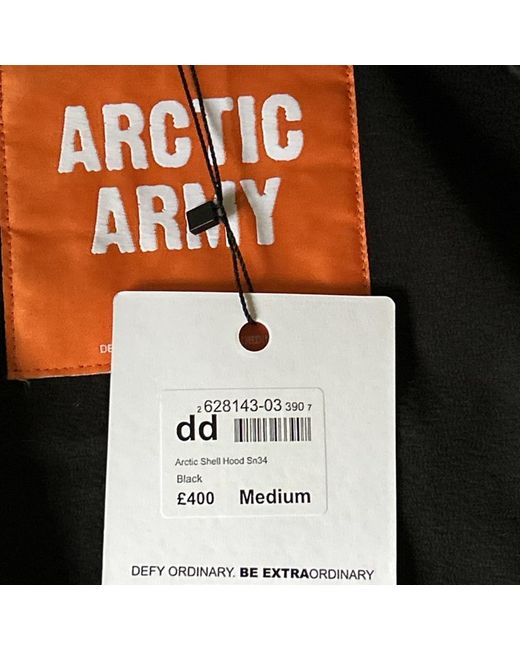 ARCTIC
ARMY
DE
2 628143-03 390 7
dd
Arctic Shell Hood Sn34
Black
£400 Medium
DEFY ORDINARY. BE EXTRAORDINARY